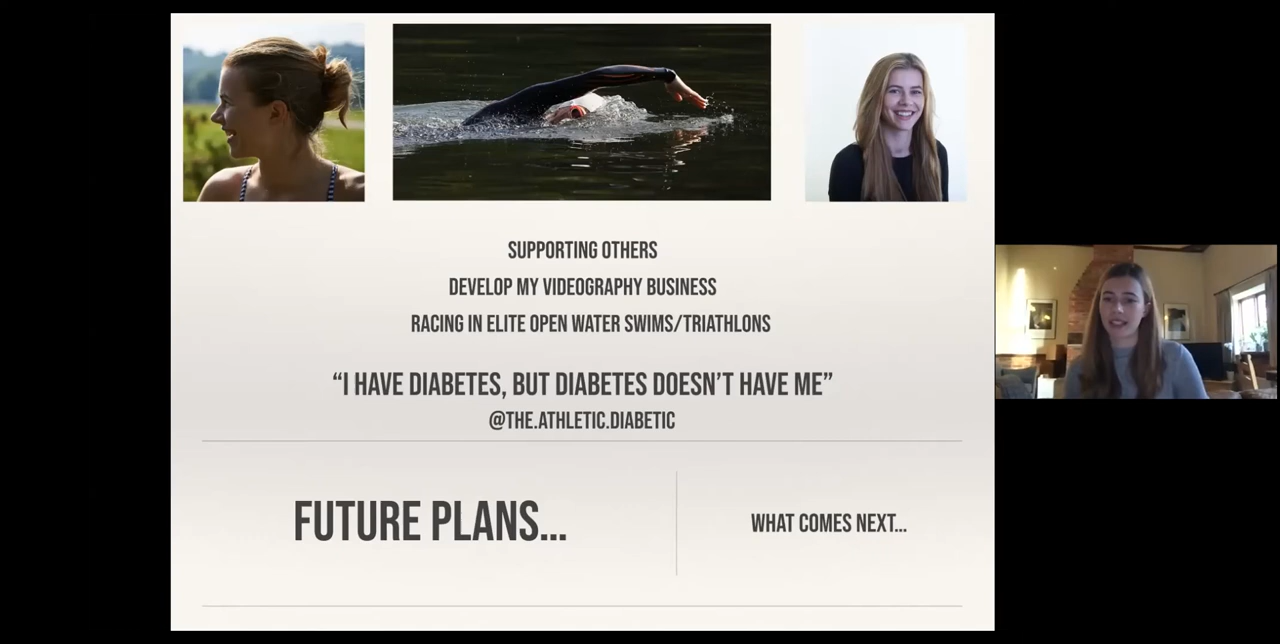 SUPPORTING OTHERS
DEVELOP MY VIDEOGRAPHY BUSINESS
RACING IN ELITE OPEN WATER SWIMS/TRIATHLONS
“I HAVE DIABETES, BUT DIABETES DOESN’T HAVE ME”
@THE.ATHLETIC.DIABETIC
FUTURE PLANS...
WHAT COMES NEXT...